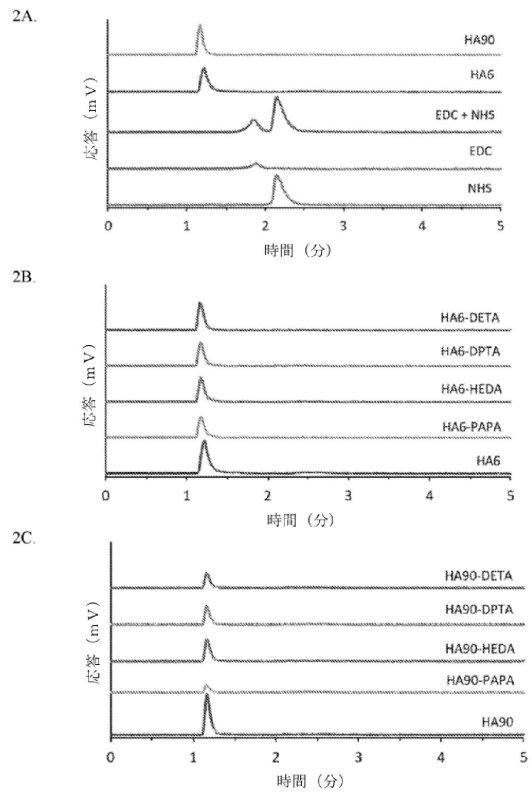 2A.
応答 (mV)
HA90
HA6
EDC + NHS
EDC
NHS
0 1 2 3 4 5
時間 (分)
2B.
応答 (mV)
HA6-DETA
HA6-DPTA
HA6-HEDA
HA6-PAPA
HA6
0 1 2 3 4 5
時間 (分)
2C.
応答 (mV)
HA90-DETA
HA90-DPTA
HA90-HEDA
HA90-PAPA
HA90
0 1 2 3 4 5
時間 (分)